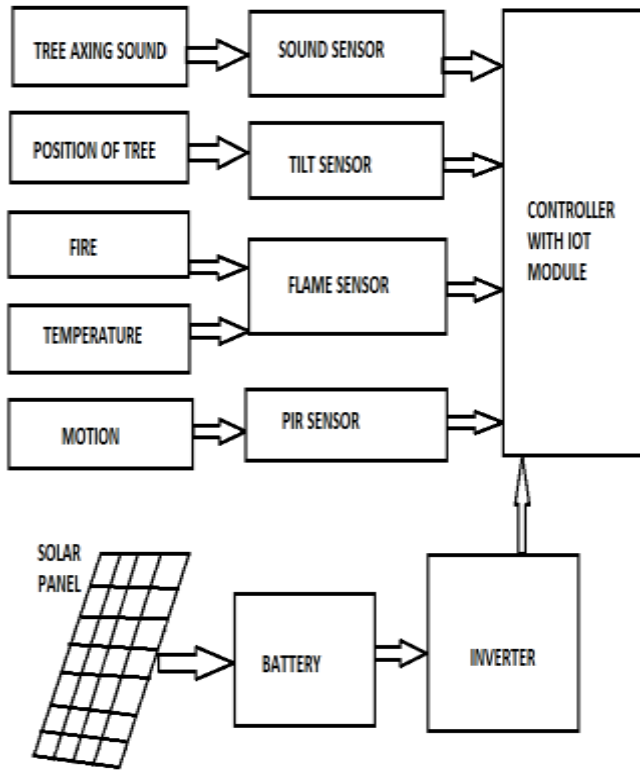 TREE AXING SOUND
SOUND SENSOR
POSITION OF TREE
TILT SENSOR
FIRE
FLAME SENSOR
TEMPERATURE
MOTION
PIR SENSOR
CONTROLLER
WITH IOT
MODULE
SOLAR
PANEL
BATTERY
INVERTER